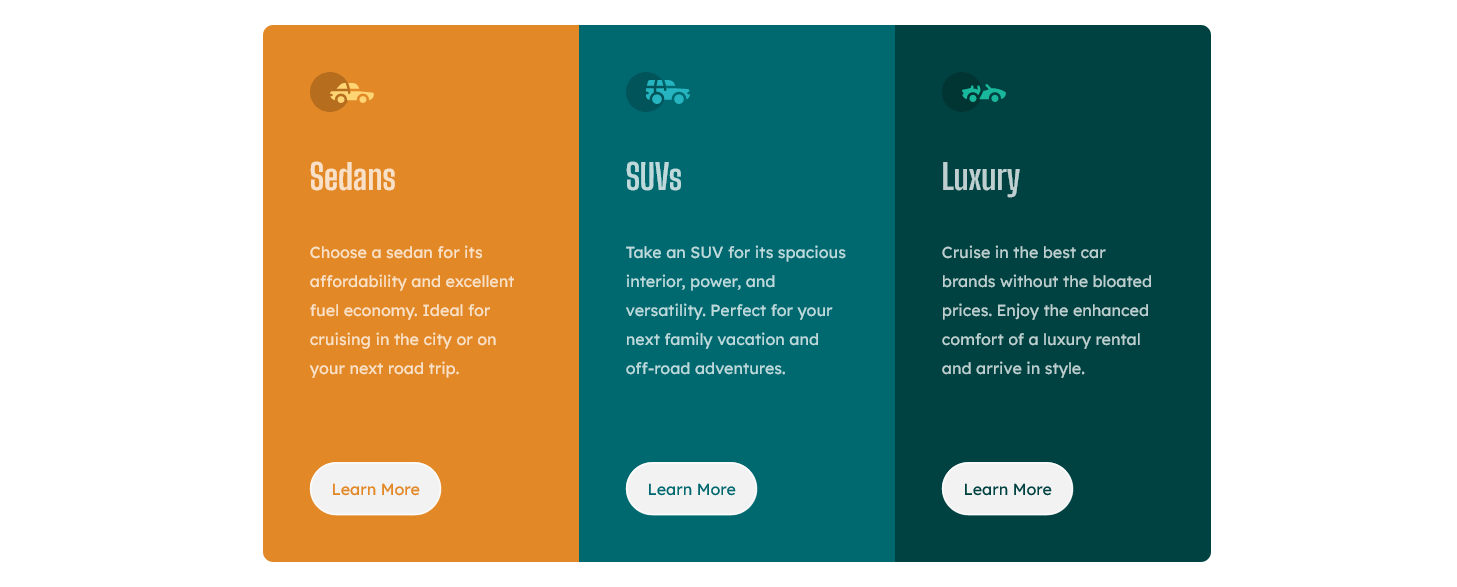 Sedans
Choose a sedan for its
affordability and excellent
fuel economy. Ideal for
cruising in the city or on
your next road trip.
Learn More
SUVs
Take an SUV for its spacious
interior, power, and
versatility. Perfect for your
next family vacation and
off-road adventures.
Learn More
Luxury
Cruise in the best car
brands without the bloated
prices. Enjoy the enhanced
comfort of a luxury rental
and arrive in style.
Learn More